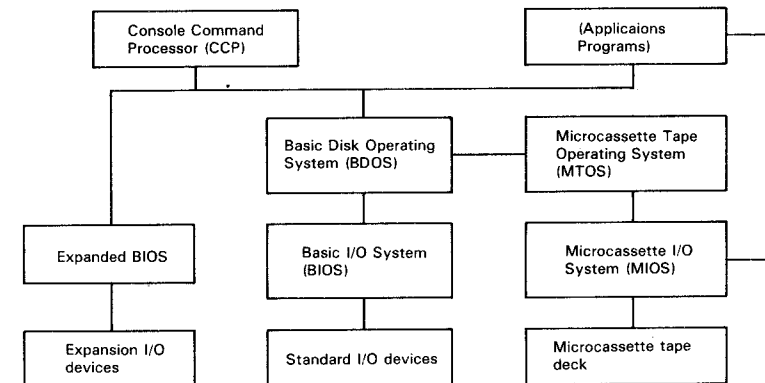 Console Command
Processor (CCP)
(Applicaions
Programs)
Basic Disk Operating
System (BDOS)
Microcassette Tape
Operating System
(MTOS)
Expanded BIOS
Basic I/O System
(BIOS)
Microcassette I/O
System (MIOS)
Expansion I/O
devices
Standard I/O devices
Microcassette tape
deck